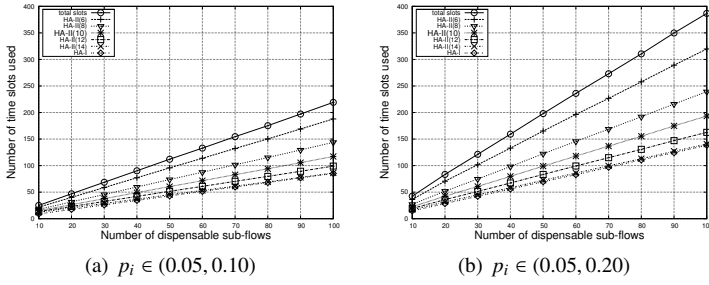 Number of time slots used
400
350
300
250
200
150
100
50
0
total slots
HA-II(6)
HA-II(8)
HA-II(10)
HA-II(12)
HA-II(14)
HA-I
10 20 30 40 50 60 70 80 90 100
Number of dispensable sub-flows
(a) p_i ∈ (0.05, 0.10)
Number of time slots used
400
350
300
250
200
150
100
50
0
total slots
HA-II(6)
HA-II(8)
HA-II(10)
HA-II(12)
HA-II(14)
HA-I
10 20 30 40 50 60 70 80 90 100
Number of dispensable sub-flows
(b) p_i ∈ (0.05, 0.20)